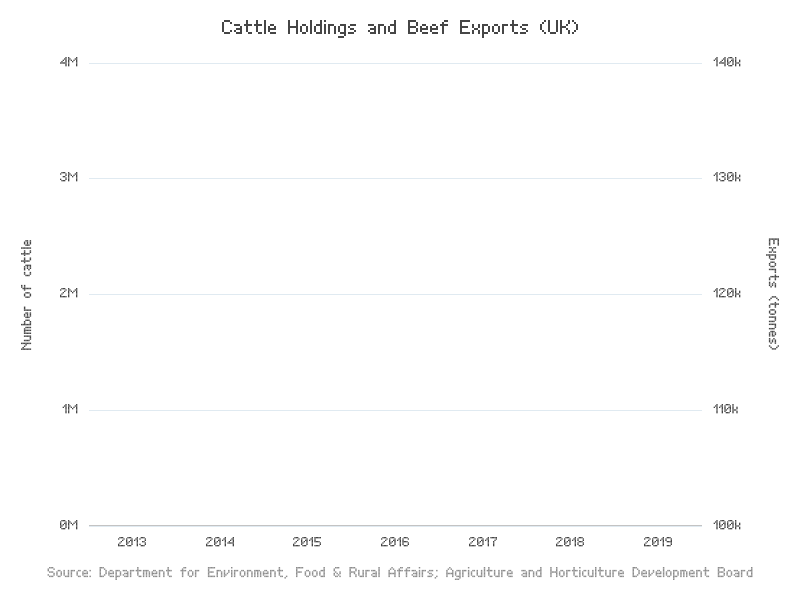 Cattle Holdings and Beef Exports (UK)
4M
3M
2M
1M
0M
Number of cattle
140k
130k
120k
110k
100k
Exports (tonnes)
2013 2014 2015 2016 2017 2018 2019
Source: Department for Environment, Food & Rural Affairs; Agriculture and Horticulture Development Board